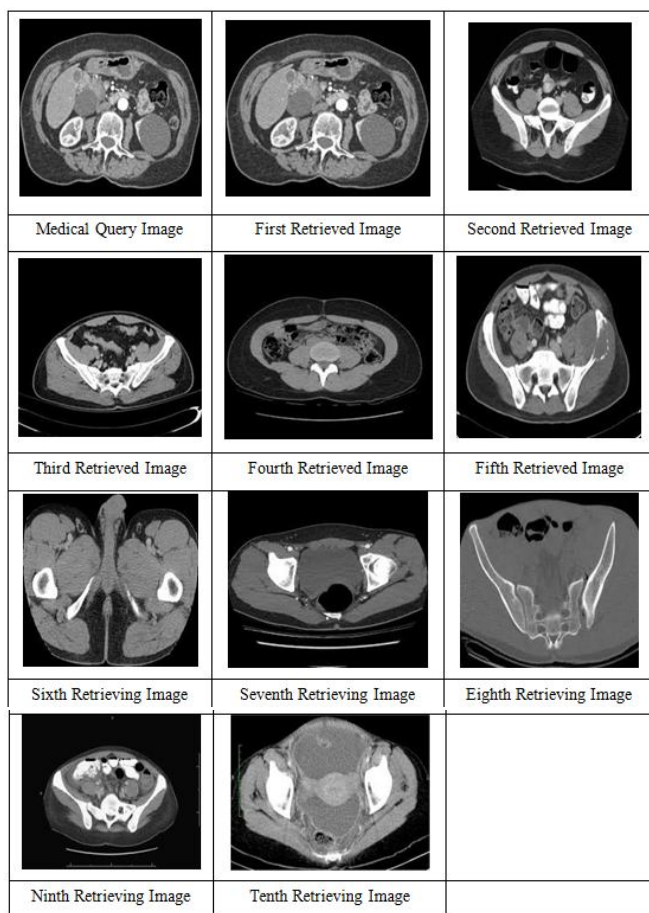 Medical Query Image
First Retrieved Image
Second Retrieved Image
Third Retrieved Image
Fourth Retrieved Image
Fifth Retrieved Image
Sixth Retrieving Image
Seventh Retrieving Image
Eighth Retrieving Image
Ninth Retrieving Image
Tenth Retrieving Image